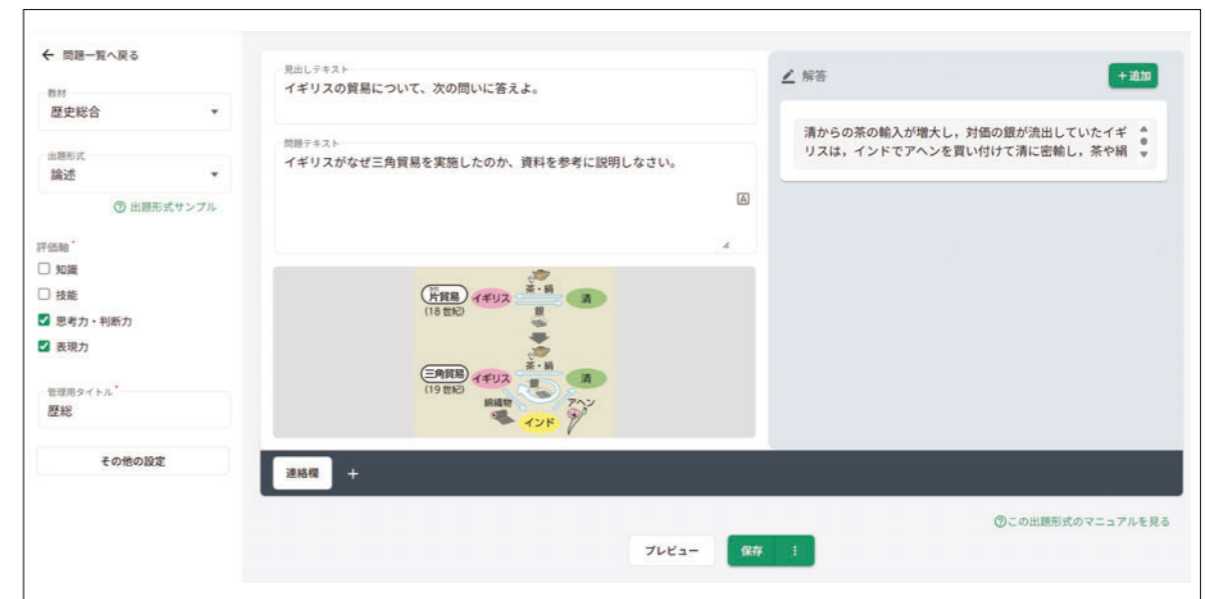 ← 問題一覧へ戻る
教材
歴史総合
出題形式
論述
出題形式サンプル
評価軸*
知識
技能
思考力・判断力
表現力
管理用タイトル*
歴総
その他の設定
見出しテキスト
イギリスの貿易について、次の問いに答えよ。
問題テキスト
イギリスがなぜ三角貿易を実施したのか、資料を参考に説明しなさい。
A
片貿易
(18世紀)
イギリス
茶・絹
銀
清
三角貿易
(19世紀)
イギリス
茶・絹
銀
清
綿織物
アヘン
インド
解答
+追加
清からの茶の輸入が増大し，対価の銀が流出していたイギ
リスは，インドでアヘンを買い付けて清に密輸し，茶や絹
連絡欄
+
?この出題形式のマニュアルを見る
プレビュー
保存